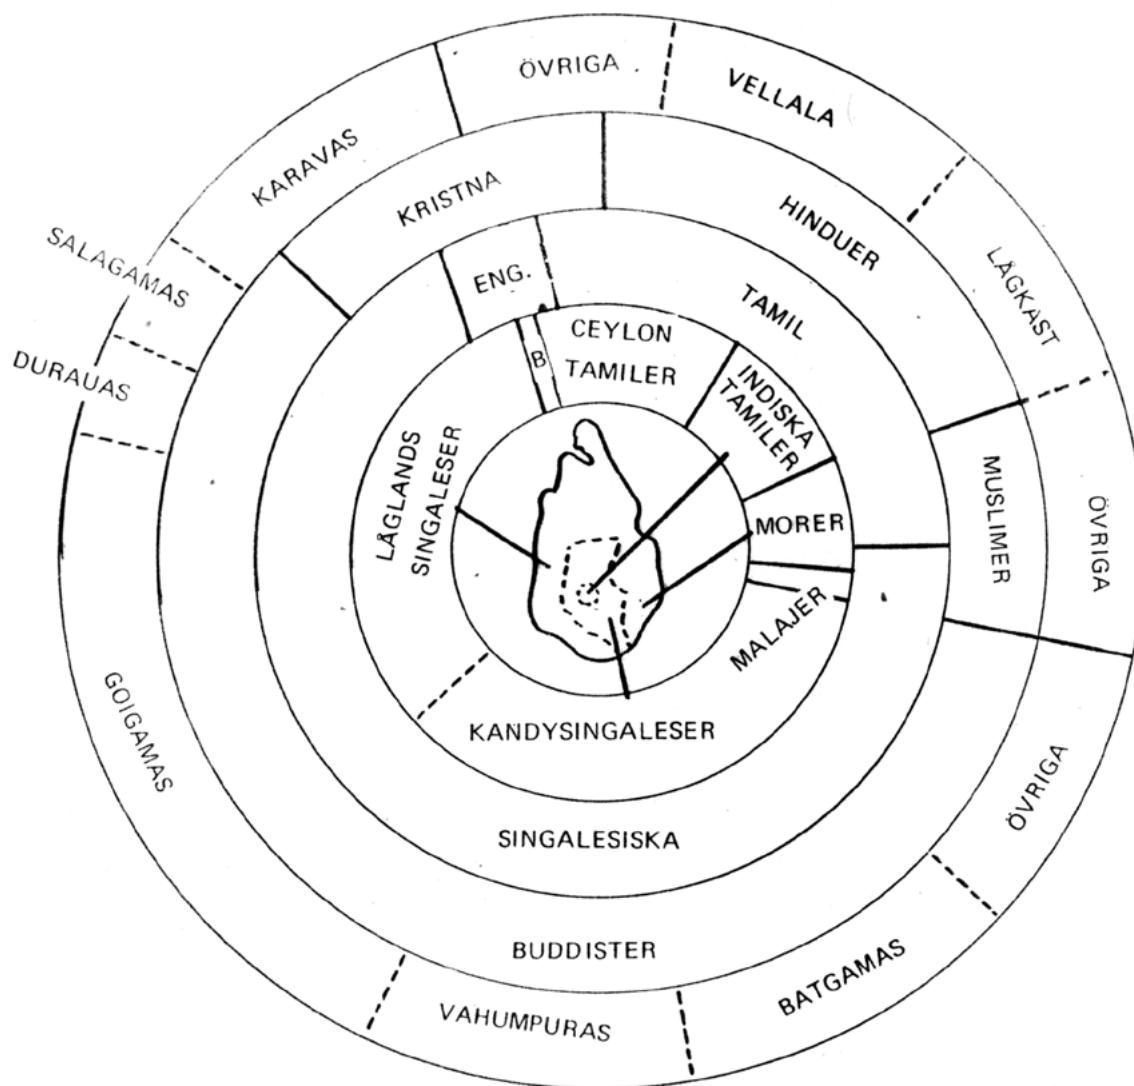 ÖVRIGA
VELLALA
LÅGKAST
ÖVRIGA
ÖVRIGA
BATGAMAS
VAHUMPURAS
GOIGAMAS
DURAUAS
SALAGAMAS
KARAVAS
KRISTNA
HINDUER
MUSLIMER
BUDDISTER
ENG.
TAMIL
SINGALESISKA
B
CEYLON
TAMILER
INDISKA
TAMILER
MORER
MALAJER
KANDYSINGALESER
LÅGLANDS
SINGALESER